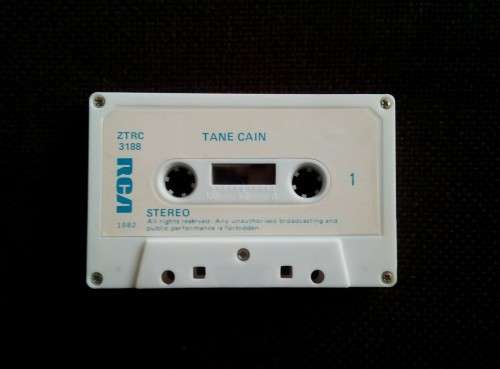 ZTRC
3188
TANE CAIN
RCA
1
STEREO
All rights reserved. Any unauthorised broadcasting and
public performance is forbidden
1982